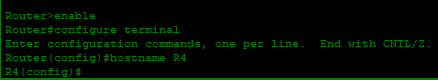 Router>enable
Router#configure terminal
Enter configuration commands, one per line.  End with CNTL/Z.
Router(config)#hostname R4
R4(config)#